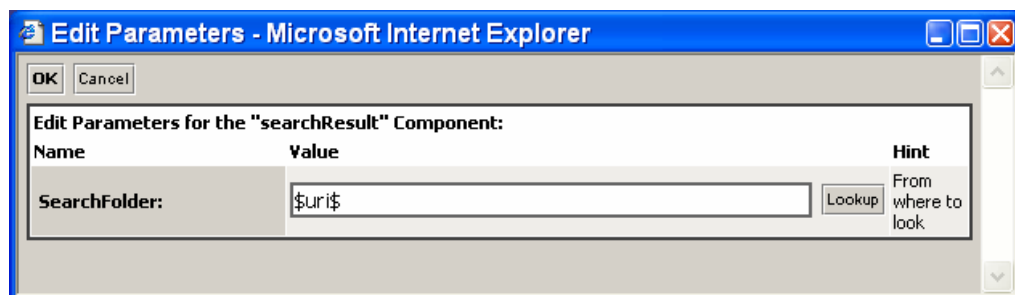 Edit Parameters - Microsoft Internet Explorer
OK Cancel
Edit Parameters for the "searchResult" Component:
Name Value Hint
SearchFolder: $uri$ Lookup From
where to
look